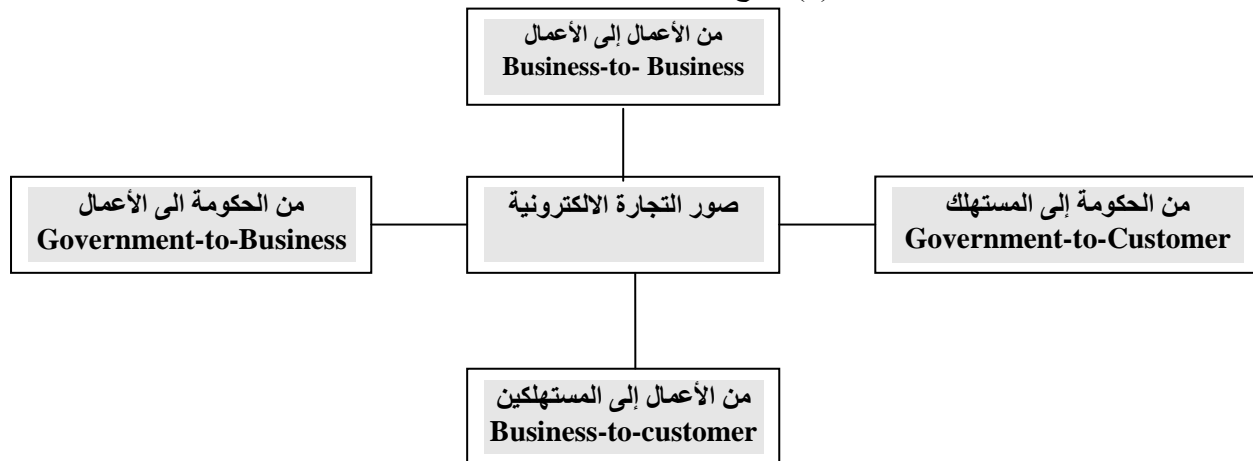 من الأعمال إلى الأعمال
Business-to- Business
من الحكومة الى الأعمال
Government-to-Business
صور التجارة الالكترونية
من الحكومة إلى المستهلك
Government-to-Customer
من الأعمال إلى المستهلكين
Business-to-customer